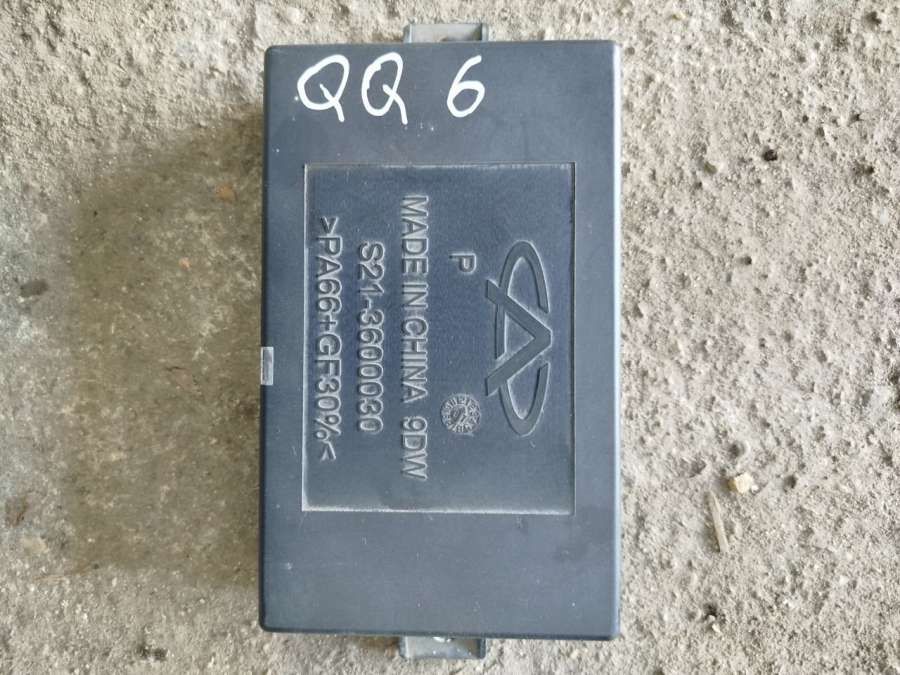 QQ 6
P
MADE IN CHINA 9DW
S21-3600030
>PA66+GF30%<